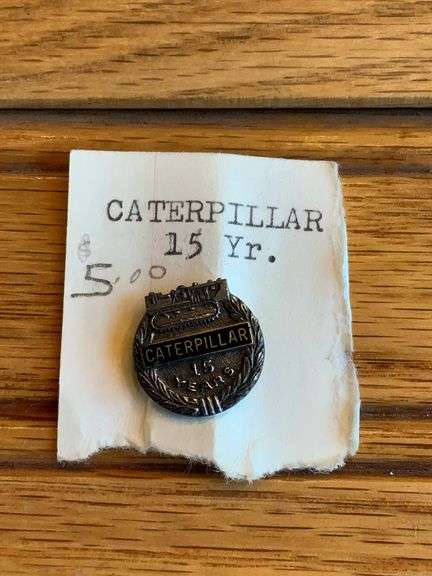 CATERPILLAR
15 Yr.
$ 5.00
CATERPILLAR
15
YEARS